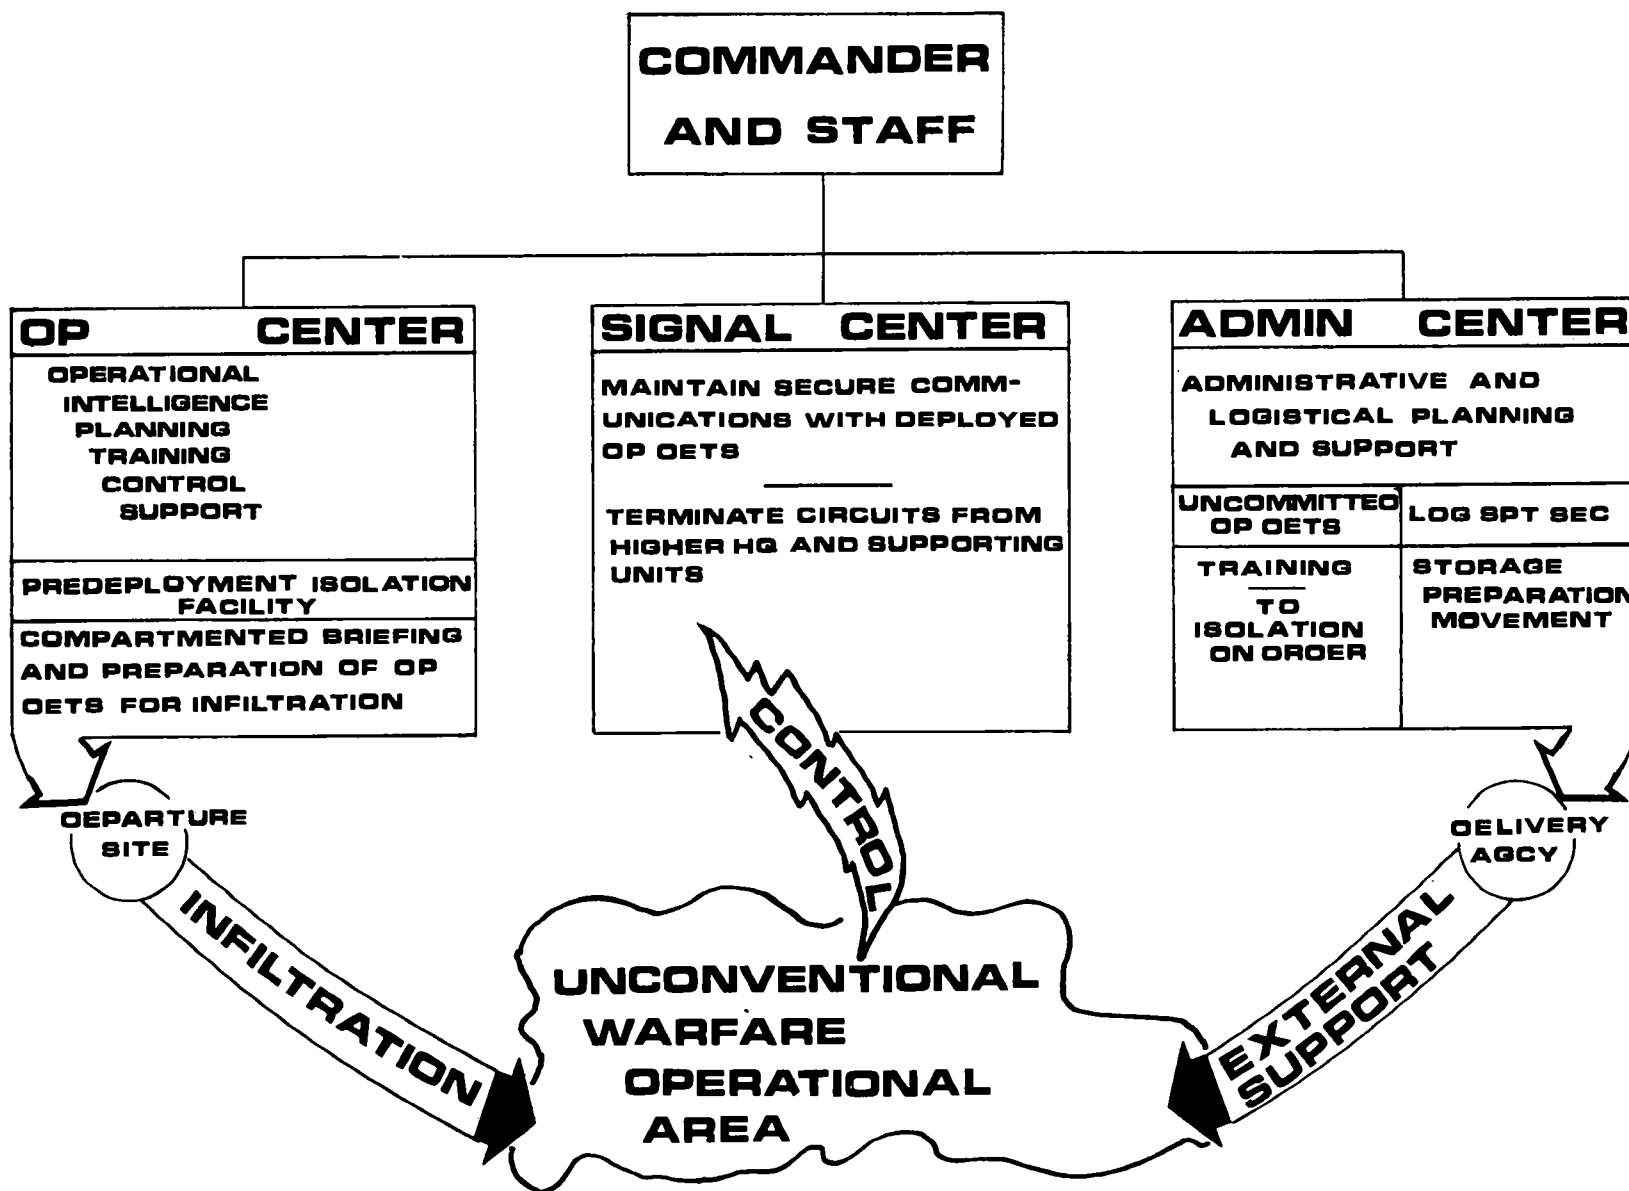 COMMANDER
AND STAFF
OP CENTER
OPERATIONAL
INTELLIGENCE
PLANNING
TRAINING
CONTROL
SUPPORT
PREDEPLOYMENT ISOLATION
FACILITY
COMPARTMENTED BRIEFING
AND PREPARATION OF OP
OETS FOR INFILTRATION
SIGNAL CENTER
MAINTAIN SECURE COMM-
UNICATIONS WITH DEPLOYED
OP OETS
TERMINATE CIRCUITS FROM
HIGHER HQ AND SUPPORTING
UNITS
ADMIN CENTER
ADMINISTRATIVE AND
LOGISTICAL PLANNING
AND SUPPORT
UNCOMMITTED
OP OETS
LOG SPT SEC
TRAINING
TO
ISOLATION
ON OROER
STORAGE
PREPARATION
MOVEMENT
OEPARTURE
SITE
INFILTRATION
CONTROL
OELIVERY
AGCY
EXTERNAL
SUPPORT
UNCONVENTIONAL
WARFARE
OPERATIONAL
AREA